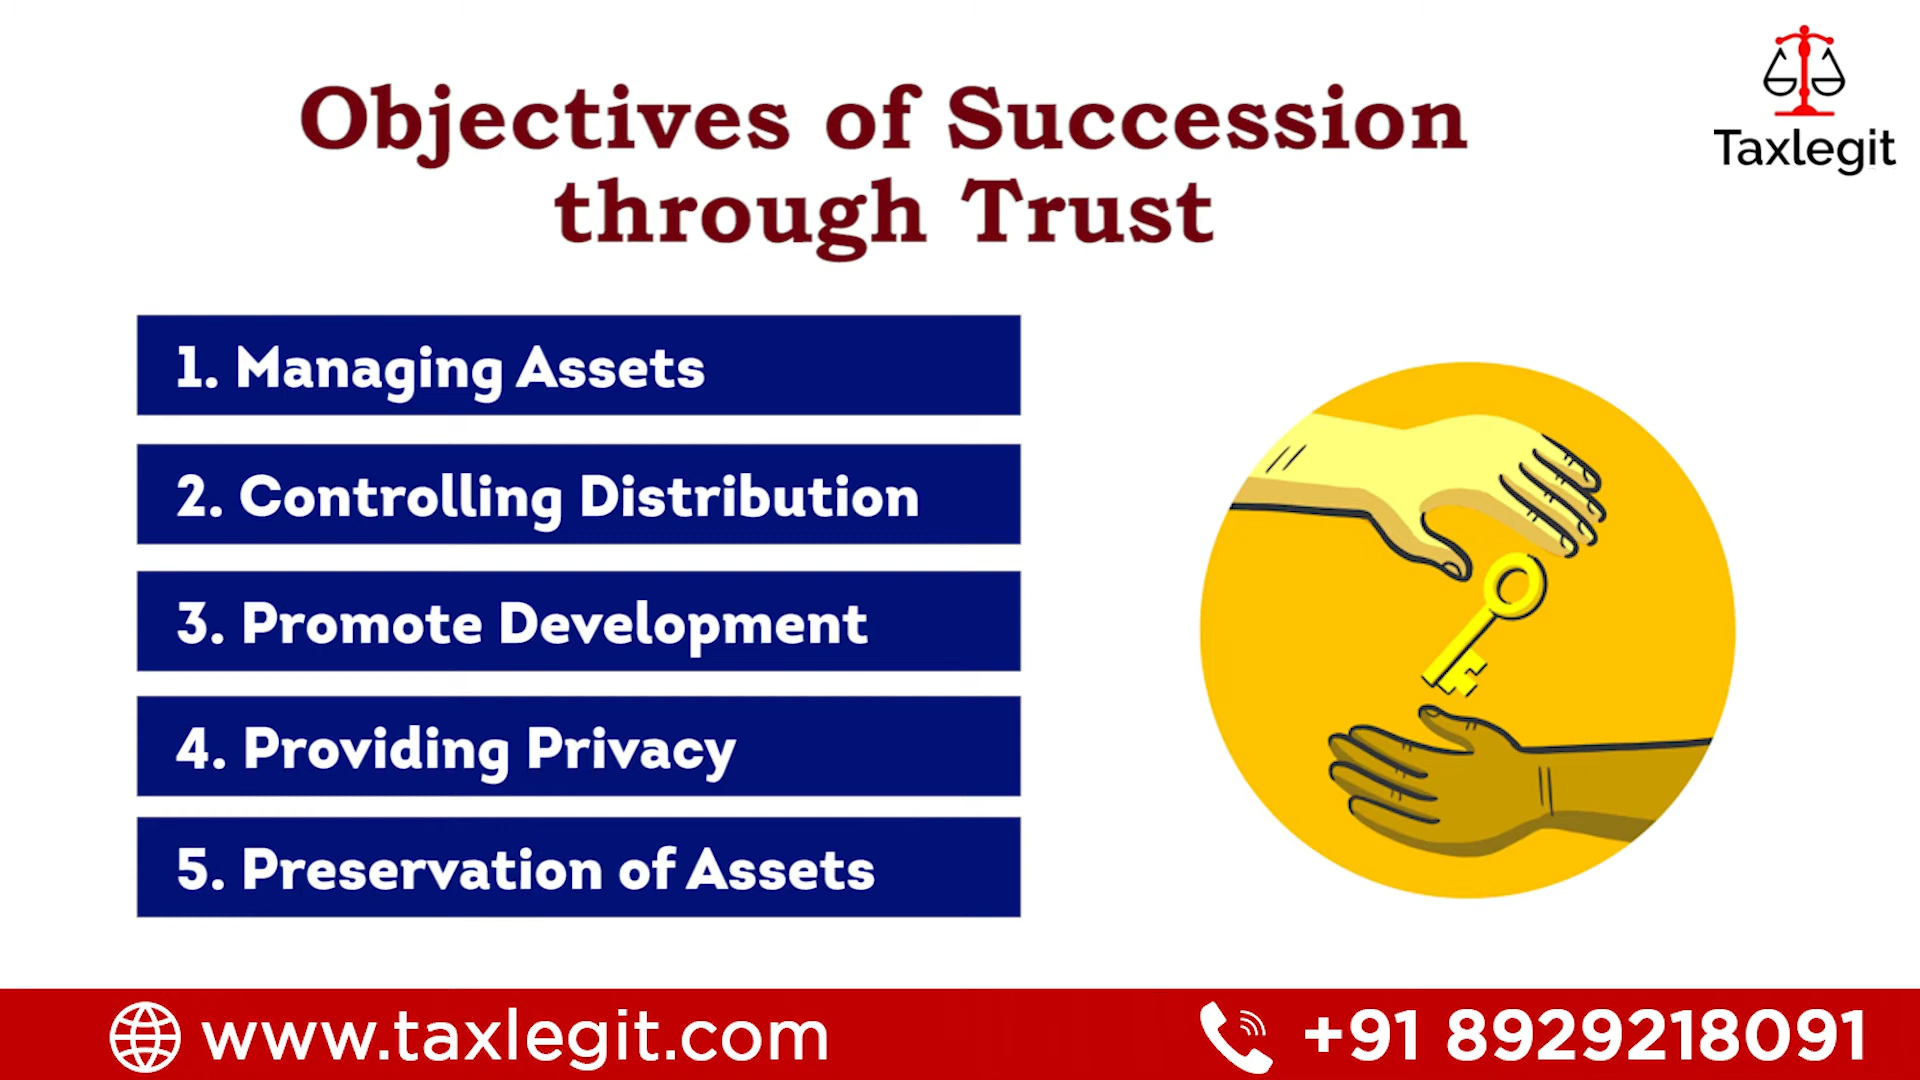 Objectives of Succession
through Trust
Taxlegit
1. Managing Assets
2. Controlling Distribution
3. Promote Development
4. Providing Privacy
5. Preservation of Assets
www.taxlegit.com
+91 8929218091